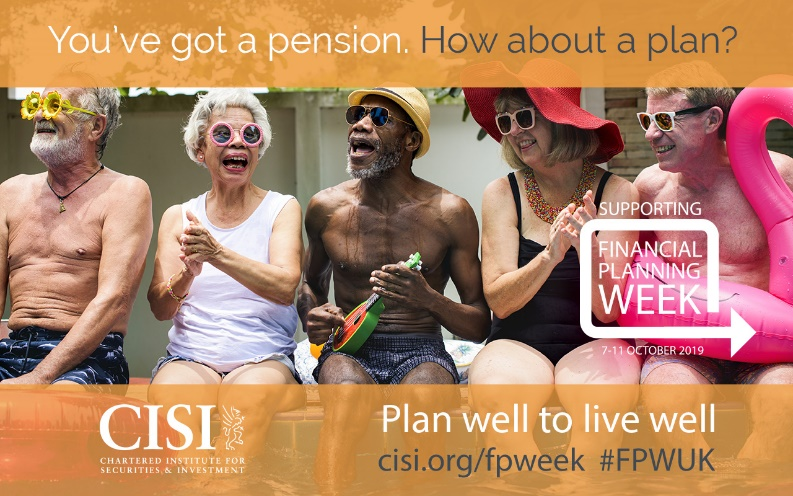 You've got a pension. How about a plan?
SUPPORTING
FINANCIAL
PLANNING
WEEK
7-11 OCTOBER 2019
CISI
CHARTERED INSTITUTE FOR
SECURITIES & INVESTMENT
Plan well to live well
cisi.org/fpweek #FPWUK